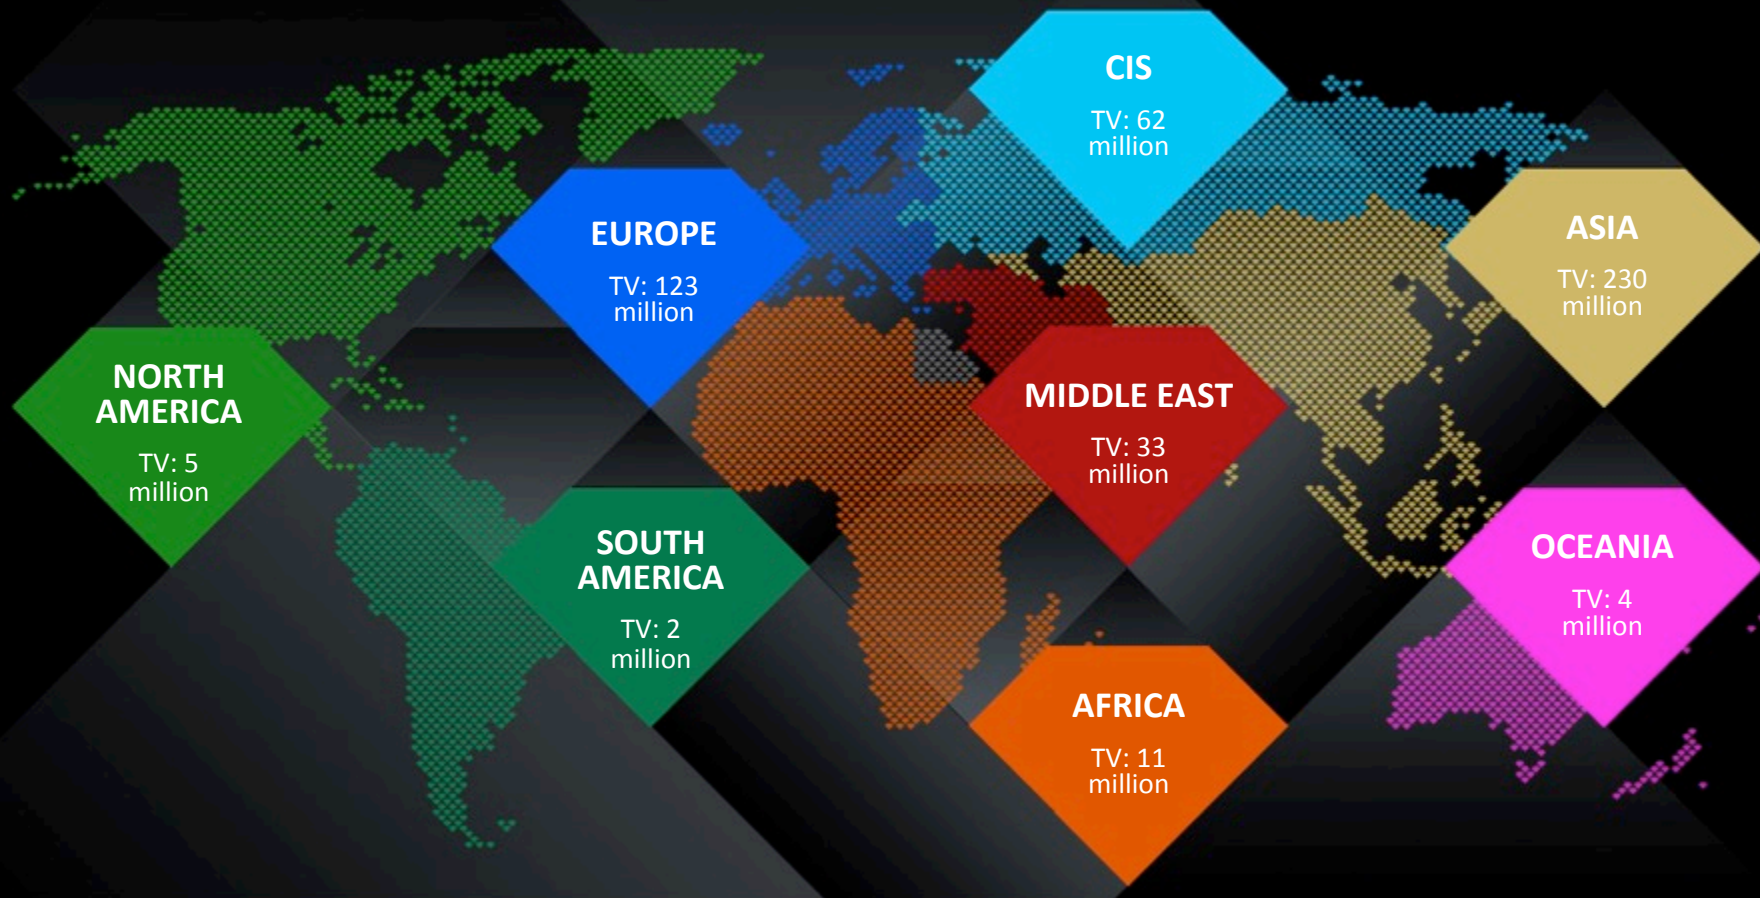 CIS
TV: 62
million
EUROPE
TV: 123
million
ASIA
TV: 230
million
NORTH
AMERICA
TV: 5
million
MIDDLE EAST
TV: 33
million
SOUTH
AMERICA
TV: 2
million
OCEANIA
TV: 4
million
AFRICA
TV: 11
million